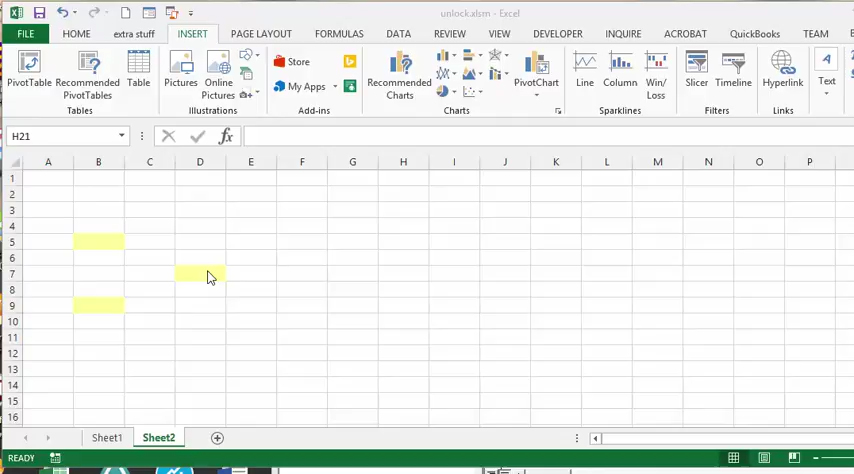 unlock.xlsm - Excel
FILE HOME extra stuff INSERT PAGE LAYOUT FORMULAS DATA REVIEW VIEW DEVELOPER INQUIRE ACROBAT QuickBooks TEAM
PivotTable Recommended PivotTables Table Pictures Online Pictures Store My Apps Recommended Charts PivotChart Line Column Win/ Loss Slicer Timeline Hyperlink Text
Tables Illustrations Add-ins Charts Sparklines Filters Links
H21 fx
A B C D E F G H I J K L M N O P
1
2
3
4
5
6
7
8
9
10
11
12
13
14
15
16
Sheet1 Sheet2
READY